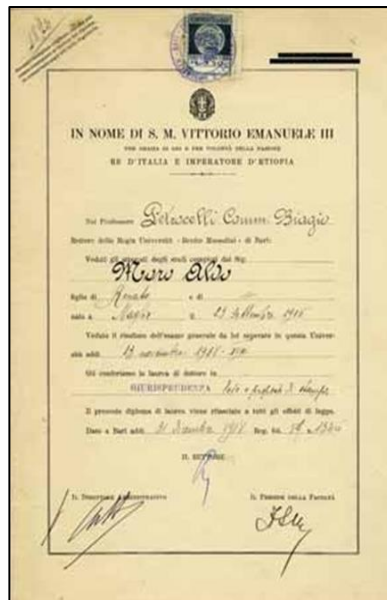 IN NOME DI S. M. VITTORIO EMANUELE III
PER GRAZIA DI DIO E PER VOLONTÀ DELLA NAZIONE
RE D'ITALIA E IMPERATORE D'ETIOPIA
Noi Professore Petrocelli Comm. Biagio
Rettore della Regia Università «Benito Mussolini» di Bari:
Veduti gli attestati degli studi compiuti dal Sig.
Moro Aldo
figlio di Renato e di
nato a Maglie il 23 Settembre 1916
Veduto il risultato dell'esame generale da lui superato in questa Univer-
sità addì 13 novembre
Gli conferiamo la laurea di dottore in
GIURISPRUDENZA
Il presente diploma di laurea viene rilasciato a tutti gli effetti di legge.
Dato a Bari addì 31 Dicembre Reg. 
IL RETTORE
IL DIRETTORE AMMINISTRATIVO
IL PRESIDE DELLA FACOLTÀ